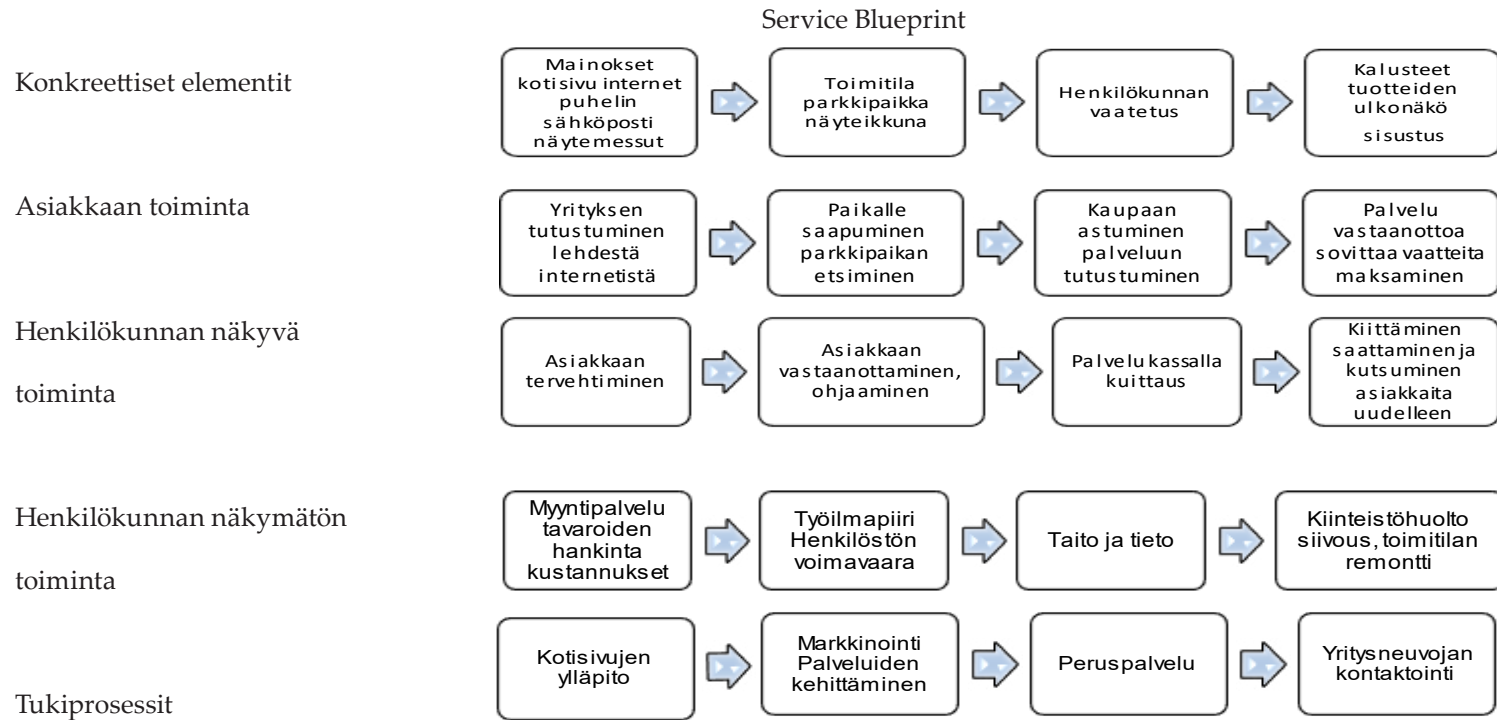 Service Blueprint
Konkreettiset elementit
Mainokset
kotisivu internet
puhelin
sähköposti
näytemessut
Toimitila
parkkipaikka
näyteikkuna
Henkilökunnan
vaatetus
Kalusteet
tuotteiden
ulkonäkö
sisustus
Asiakkaan toiminta
Yrityksen
tutustuminen
lehdestä
internetistä
Paikalle
saapuminen
parkkipaikan
etsiminen
Kaupaan
astuminen
palveluun
tutustuminen
Palvelu
vastaanottoa
sovittaa vaatteita
maksaminen
Henkilökunnan näkyvä
toiminta
Asiakkaan
tervehtiminen
Asiakkaan
vastaanottaminen,
ohjaaminen
Palvelu kassalla
kuittaus
Kiittäminen
saattaminen ja
kutsuminen
asiakkaita
uudelleen
Henkilökunnan näkymätön
toiminta
Myyntipalvelu
tavaroiden
hankinta
kustannukset
Työilmapiiri
Henkilöstön
voimavaara
Taito ja tieto
Kiinteistöhuolto
siivous, toimitilan
remontti
Tukiprosessit
Kotisivujen
ylläpito
Markkinointi
Palveluiden
kehittäminen
Peruspalvelu
Yritysneuvojan
kontaktointi